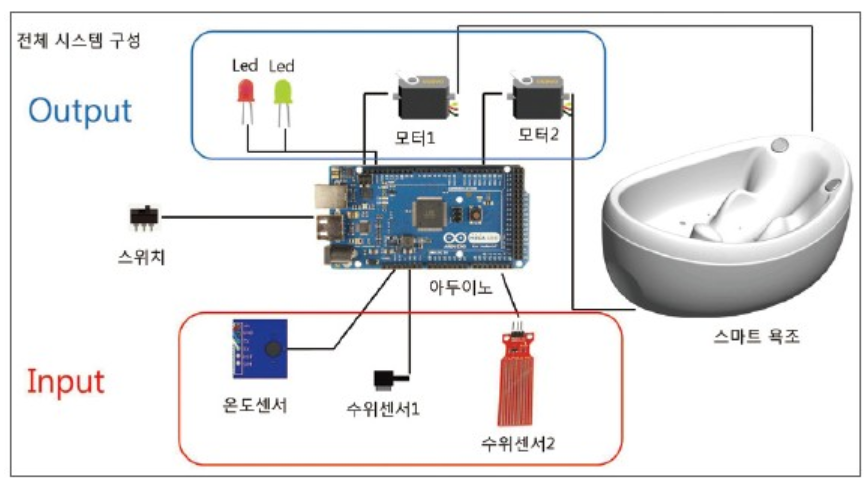 전체 시스템 구성
Output
Led Led
모터1
모터2
스위치
아두이노
스마트 욕조
Input
온도센서
수위센서1
수위센서2